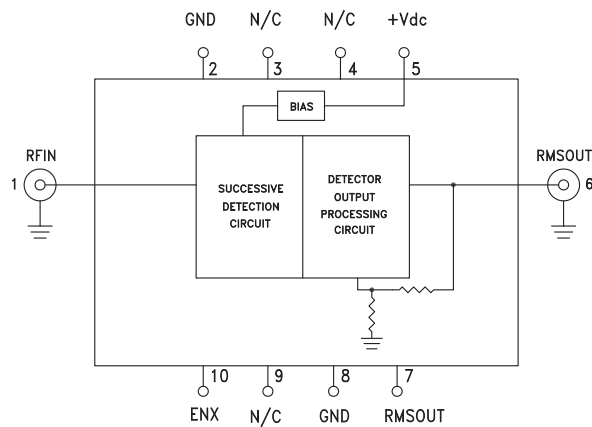 GND N/C N/C +Vdc
2 3 4 5
BIAS
RFIN
1
SUCCESSIVE
DETECTION
CIRCUIT
DETECTOR
OUTPUT
PROCESSING
CIRCUIT
RMSOUT
6
10 9 8 7
ENX N/C GND RMSOUT